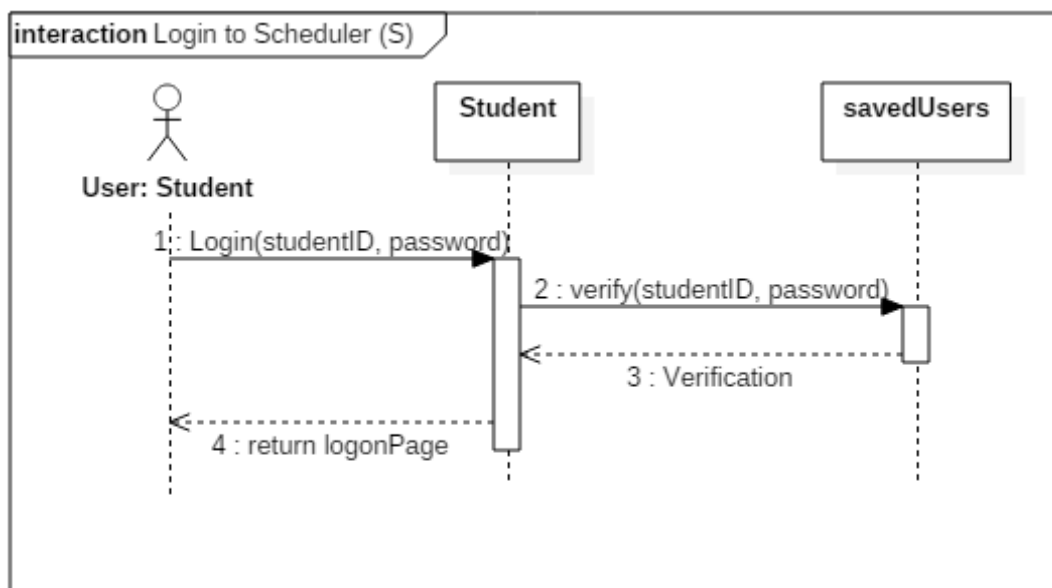 interaction Login to Scheduler (S)
Student
savedUsers
User: Student
1 : Login(studentID, password)
2 : verify(studentID, password)
3 : Verification
4 : return logonPage